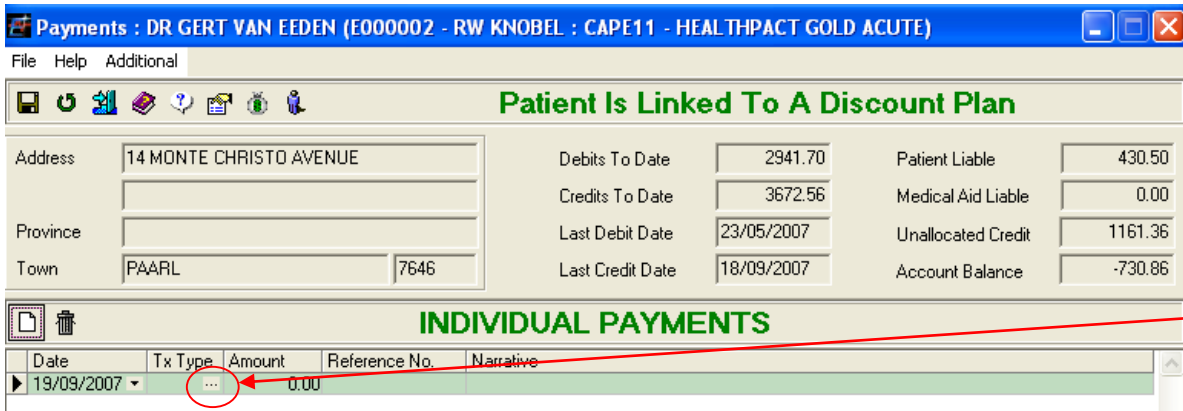 Payments : DR GERT VAN EEDEN (E000002 - RW KNOBEL : CAPE11 - HEALTHPACT GOLD ACUTE)
File Help Additional
Patient Is Linked To A Discount Plan
Address 14 MONTE CHRISTO AVENUE Debits To Date 2941.70 Patient Liable 430.50
Credits To Date 3672.56 Medical Aid Liable 0.00
Province Last Debit Date 23/05/2007 Unallocated Credit 1161.36
Town PAARL 7646 Last Credit Date 18/09/2007 Account Balance -730.86
INDIVIDUAL PAYMENTS
Date Tx Type Amount Reference No. Narrative
19/09/2007 ... 0.00